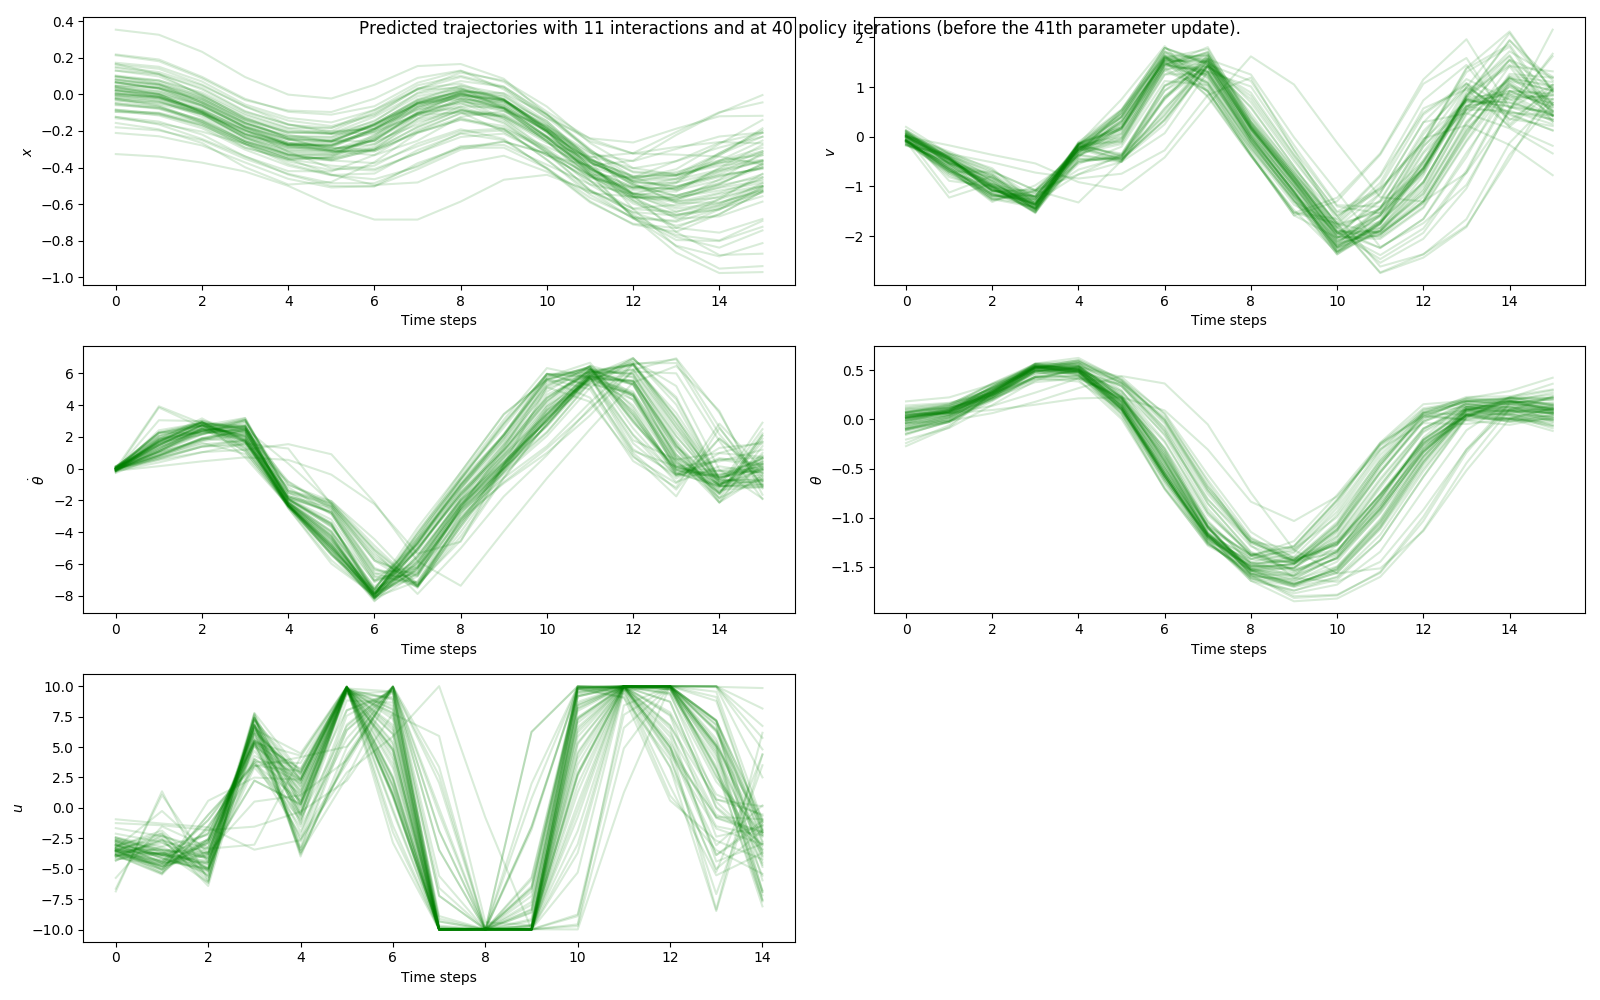 Predicted trajectories with 11 interactions and at 40 policy iterations (before the 41th parameter update).
0.4
0.2
0.0
−0.2
−0.4
−0.6
−0.8
−1.0
x
0 2 4 6 8 10 12 14
Time steps
2
1
0
−1
−2
v
0 2 4 6 8 10 12 14
Time steps
6
4
2
0
−2
−4
−6
−8
θ̇
0 2 4 6 8 10 12 14
Time steps
0.5
0.0
−0.5
−1.0
−1.5
θ
0 2 4 6 8 10 12 14
Time steps
10.0
7.5
5.0
2.5
0.0
−2.5
−5.0
−7.5
−10.0
u
0 2 4 6 8 10 12 14
Time steps